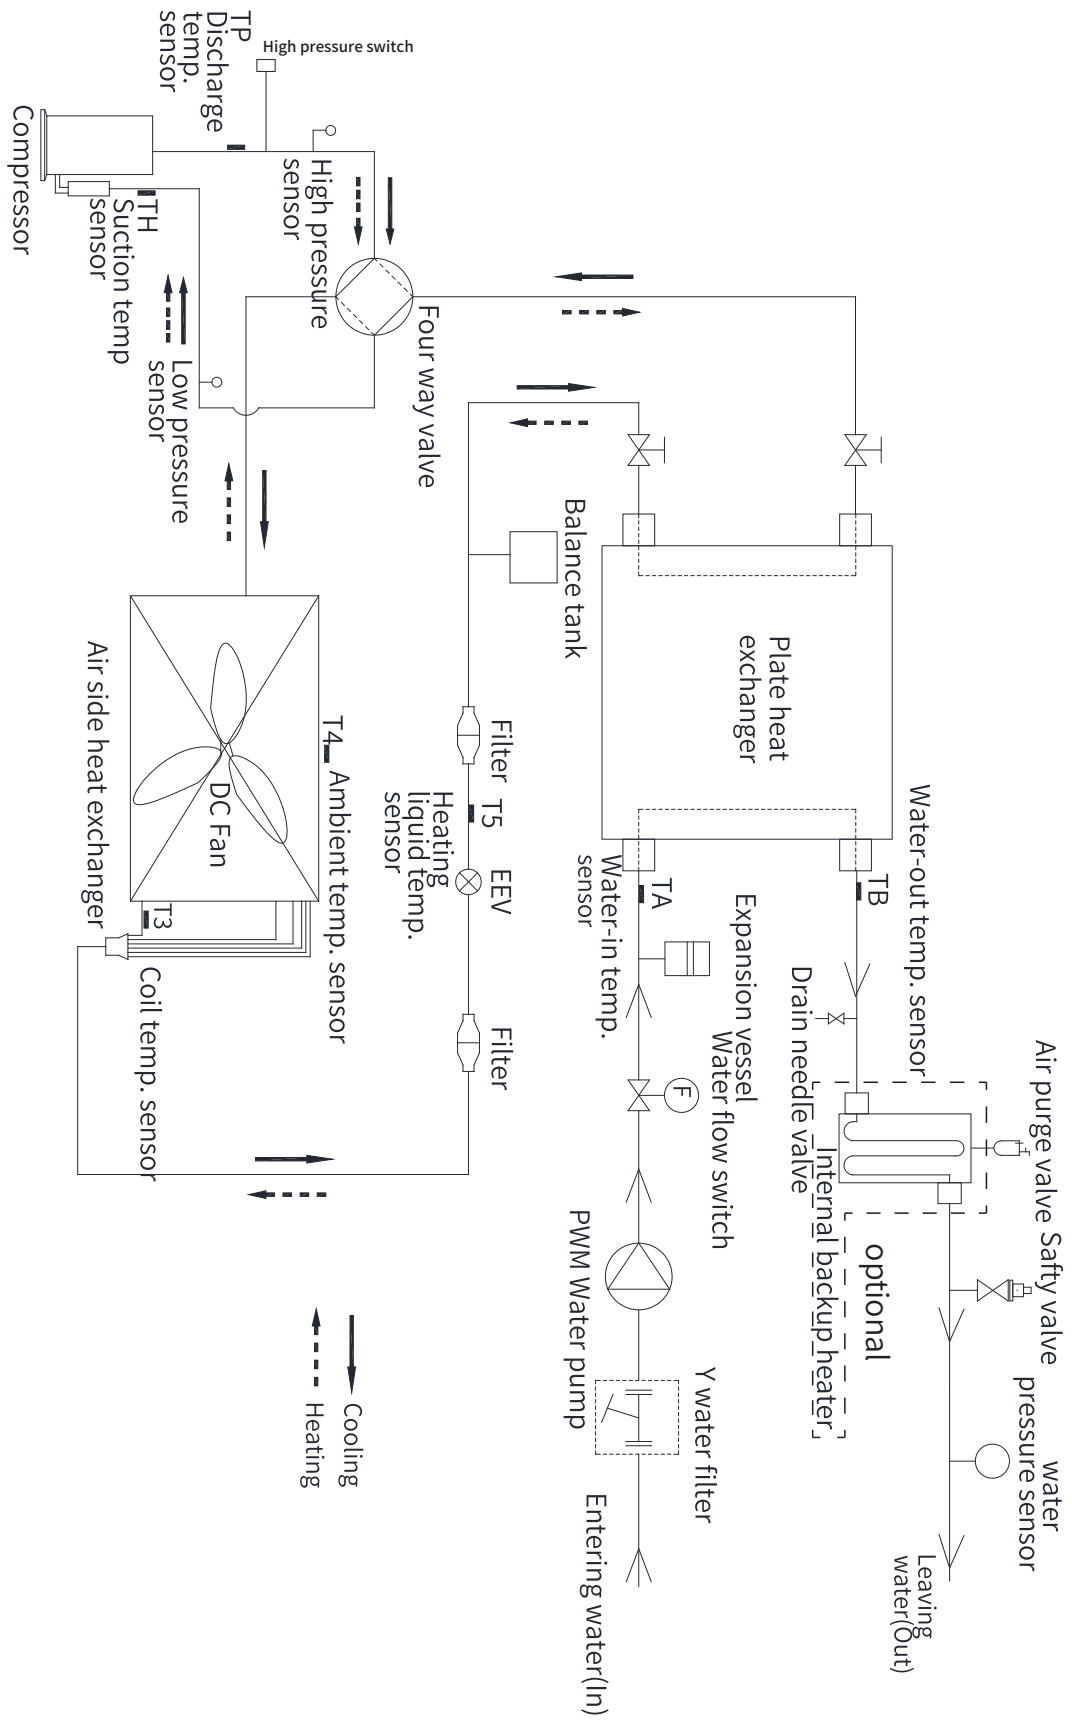 High pressure switch
TP
Discharge
temp.
sensor
Compressor
High pressure
sensor
TH
Suction temp
sensor
Low pressure
sensor
Four way valve
Balance tank
Plate heat
exchanger
Air side heat exchanger
DC Fan
T4
Ambient temp. sensor
T3
Coil temp. sensor
Filter
T5
Heating
liquid temp.
sensor
EEV
Filter
TA
Water-in temp.
sensor
TB
Water-out temp. sensor
Expansion vessel
Water flow switch
F
Drain needle valve
Internal backup heater
optional
Air purge valve
Safty valve
water
pressure sensor
PWM Water pump
Y water filter
Entering water(In)
Leaving
water(Out)
Cooling
Heating